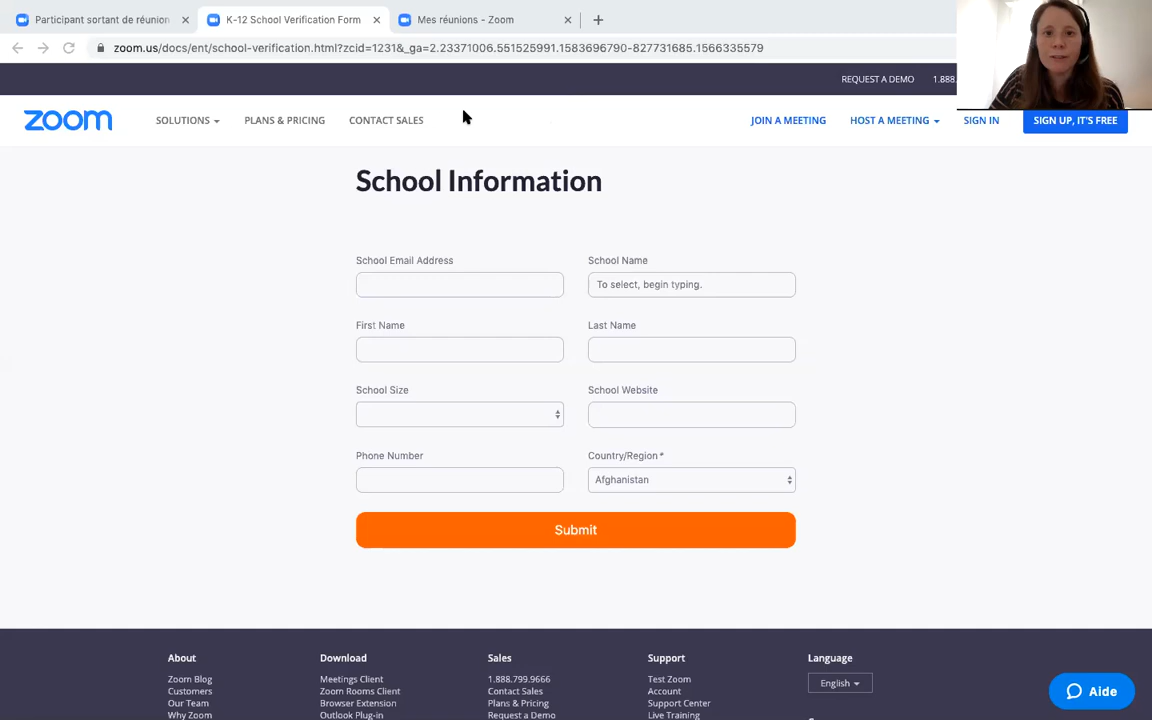 Participant sortant de réunion
K-12 School Verification Form
Mes réunions - Zoom
zoom.us/docs/ent/school-verification.html?zcid=1231&_ga=2.23371006.551525991.1583696790-827731685.1566335579
REQUEST A DEMO 1.888.
zoom
SOLUTIONS PLANS & PRICING CONTACT SALES JOIN A MEETING HOST A MEETING SIGN IN SIGN UP, IT'S FREE
School Information
School Email Address School Name
To select, begin typing.
First Name Last Name
School Size School Website
Phone Number Country/Region*
Afghanistan
Submit
About Download Sales Support Language
Zoom Blog Meetings Client 1.888.799.9666 Test Zoom English
Customers Zoom Rooms Client Contact Sales Account
Our Team Browser Extension Plans & Pricing Support Center
Why Zoom Outlook Plug-in Request a Demo Live Training
Aide